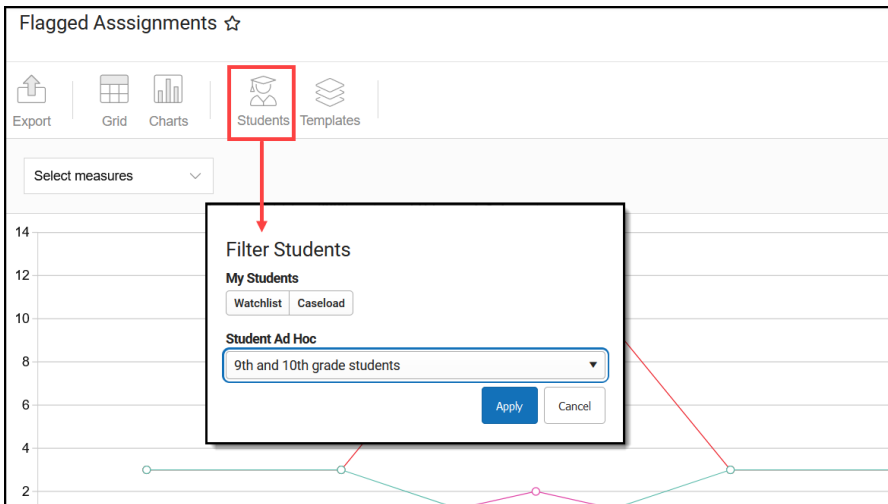 Flagged Asssignments
Export Grid Charts Students Templates
Select measures
Filter Students
My Students
Watchlist Caseload
Student Ad Hoc
9th and 10th grade students
Apply Cancel
14
12
10
8
6
4
2